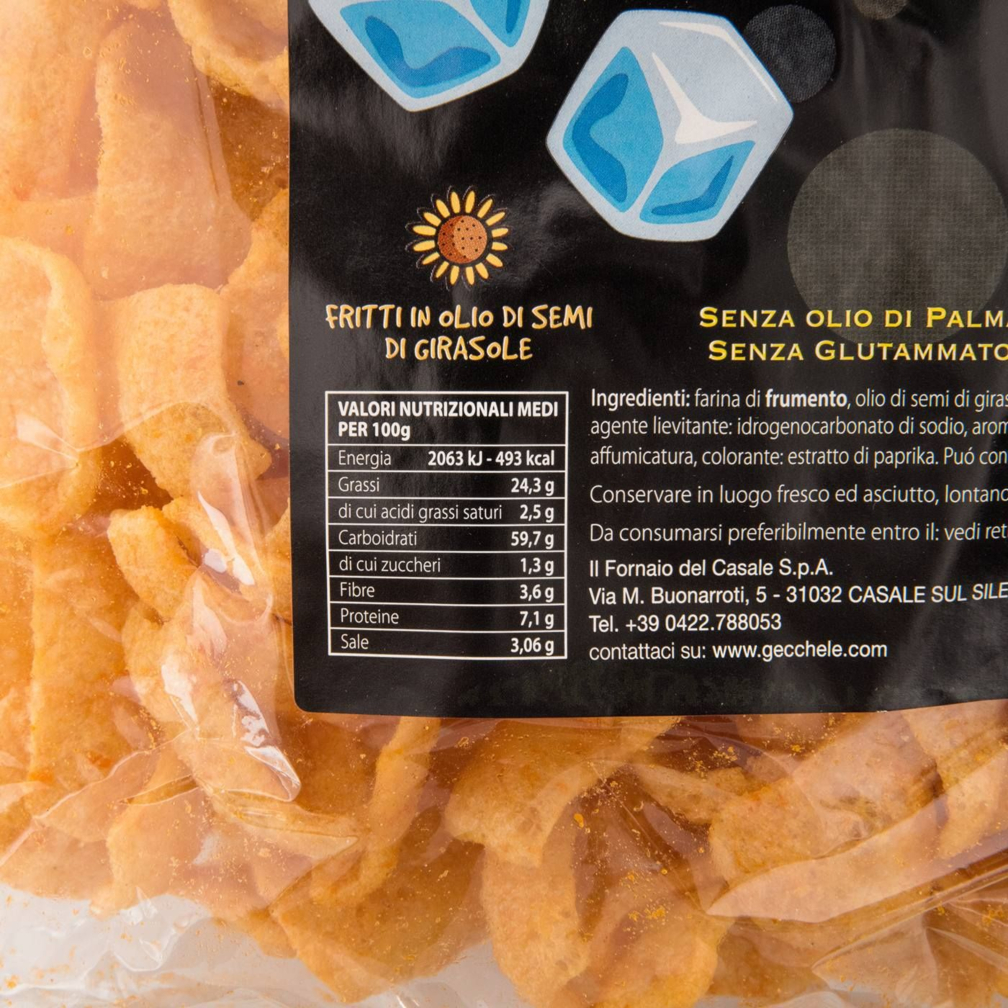 FRITTI IN OLIO DI SEMI
DI GIRASOLE
SENZA OLIO DI PALM
SENZA GLUTAMMATO
VALORI NUTRIZIONALI MEDI
PER 100g
Energia 2063 kJ - 493 kcal
Grassi 24,3 g
di cui acidi grassi saturi 2,5 g
Carboidrati 59,7 g
di cui zuccheri 1,3 g
Fibre 3,6 g
Proteine 7,1 g
Sale 3,06 g
Ingredienti: farina di frumento, olio di semi di giras
agente lievitante: idrogenocarbonato di sodio, arom
affumicatura, colorante: estratto di paprika. Puó con
Conservare in luogo fresco ed asciutto, lontano
Da consumarsi preferibilmente entro il: vedi ret
Il Fornaio del Casale S.p.A.
Via M. Buonarroti, 5 - 31032 CASALE SUL SILE
Tel. +39 0422.788053
contattaci su: www.gecchele.com